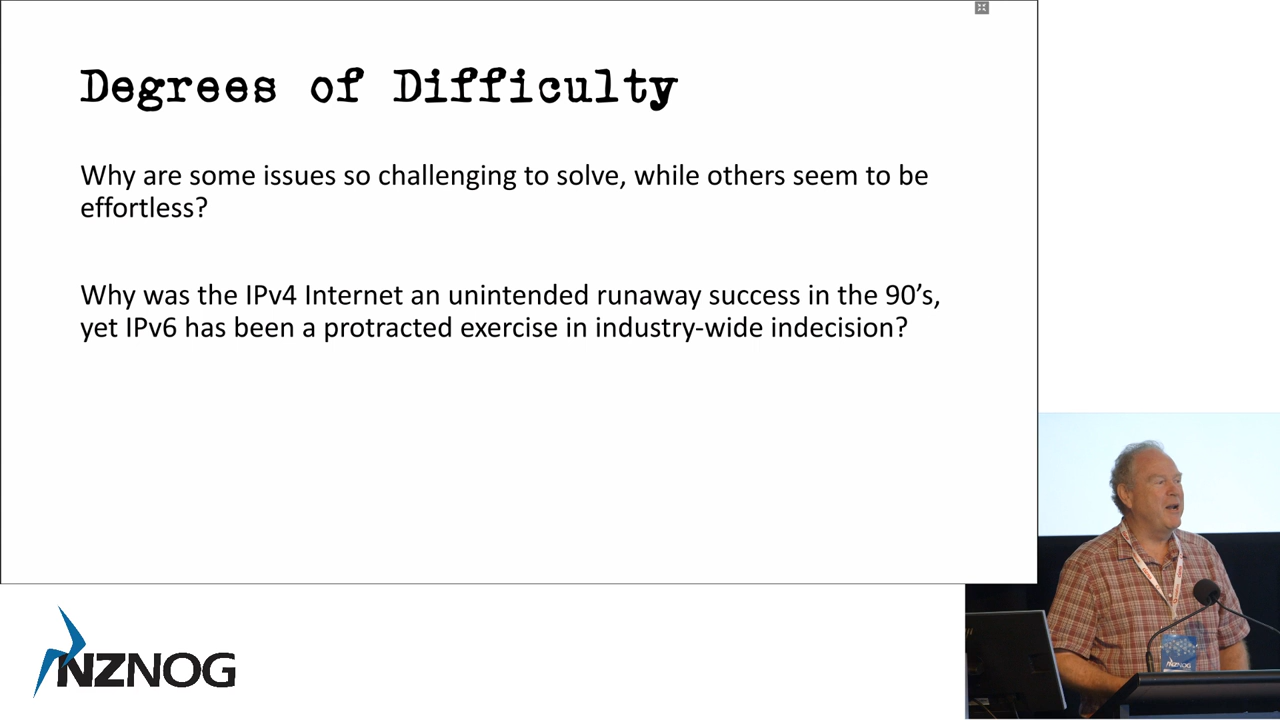 Degrees of Difficulty
Why are some issues so challenging to solve, while others seem to be
effortless?
Why was the IPv4 Internet an unintended runaway success in the 90’s,
yet IPv6 has been a protracted exercise in industry-wide indecision?
NZNOG
NZNOG